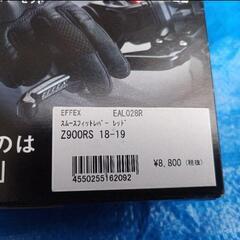 EFFEX EAL028R
スムースフィットレバー レッド
Z900RS 18-19
¥8,800 (税抜)
4550255162092
のは
」